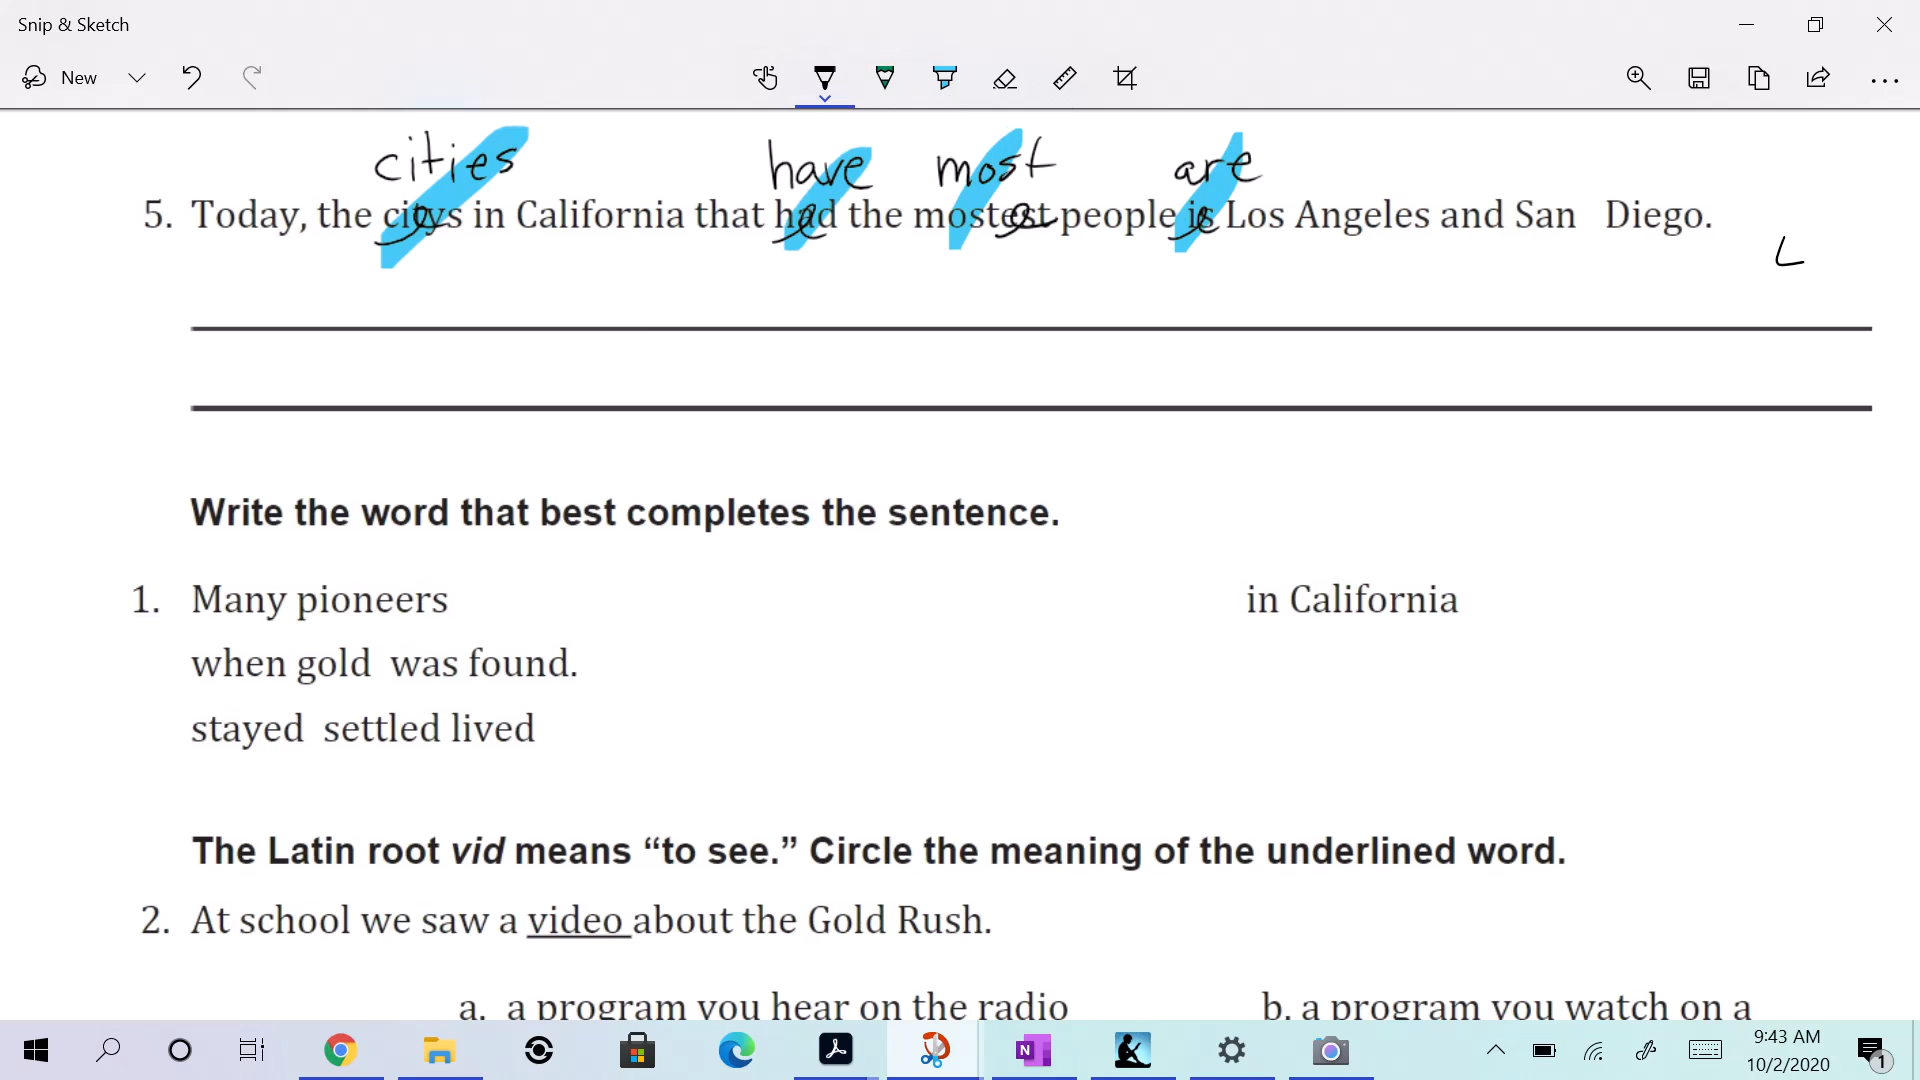 Snip & Sketch
New
cities have most are
5. Today, the citys in California that had the mostest people is Los Angeles and San Diego.
L
Write the word that best completes the sentence.
1. Many pioneers in California
when gold was found.
stayed settled lived
The Latin root vid means “to see.” Circle the meaning of the underlined word.
2. At school we saw a video about the Gold Rush.
a. a program you hear on the radio b. a program you watch on a
9:43 AM
10/2/2020
1